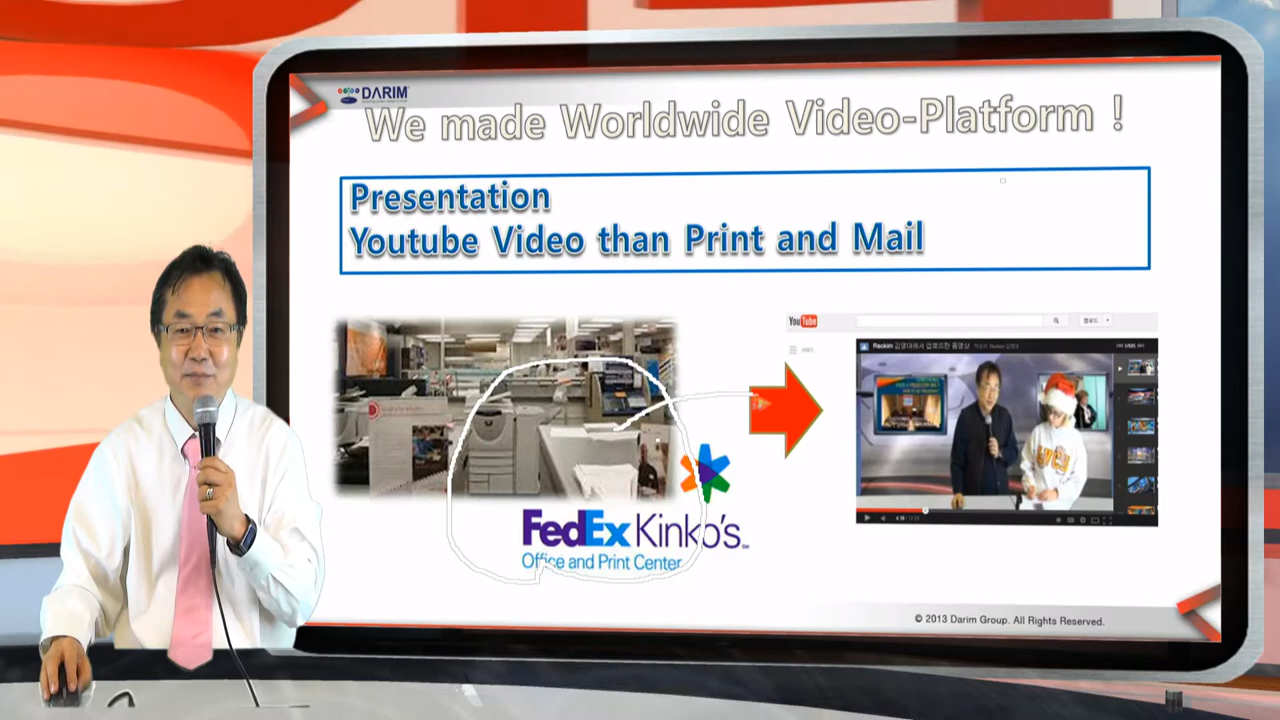 DARIM
We made Worldwide Video-Platform !
Presentation
Youtube Video than Print and Mail
YouTube
FedEx Kinko's
Office and Print Center
© 2013 Darim Group. All Rights Reserved.